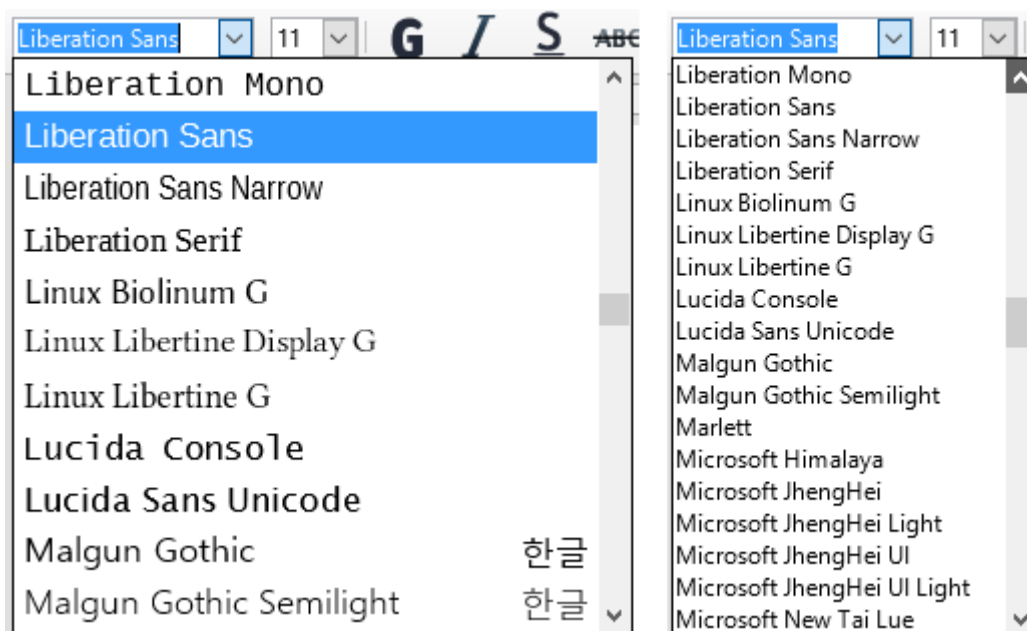 Liberation Sans 11 G I S ABC
Liberation Mono
Liberation Sans
Liberation Sans Narrow
Liberation Serif
Linux Biolinum G
Linux Libertine Display G
Linux Libertine G
Lucida Console
Lucida Sans Unicode
Malgun Gothic 한글
Malgun Gothic Semilight 한글
Liberation Sans 11
Liberation Mono
Liberation Sans
Liberation Sans Narrow
Liberation Serif
Linux Biolinum G
Linux Libertine Display G
Linux Libertine G
Lucida Console
Lucida Sans Unicode
Malgun Gothic
Malgun Gothic Semilight
Marlett
Microsoft Himalaya
Microsoft JhengHei
Microsoft JhengHei Light
Microsoft JhengHei UI
Microsoft JhengHei UI Light
Microsoft New Tai Lue